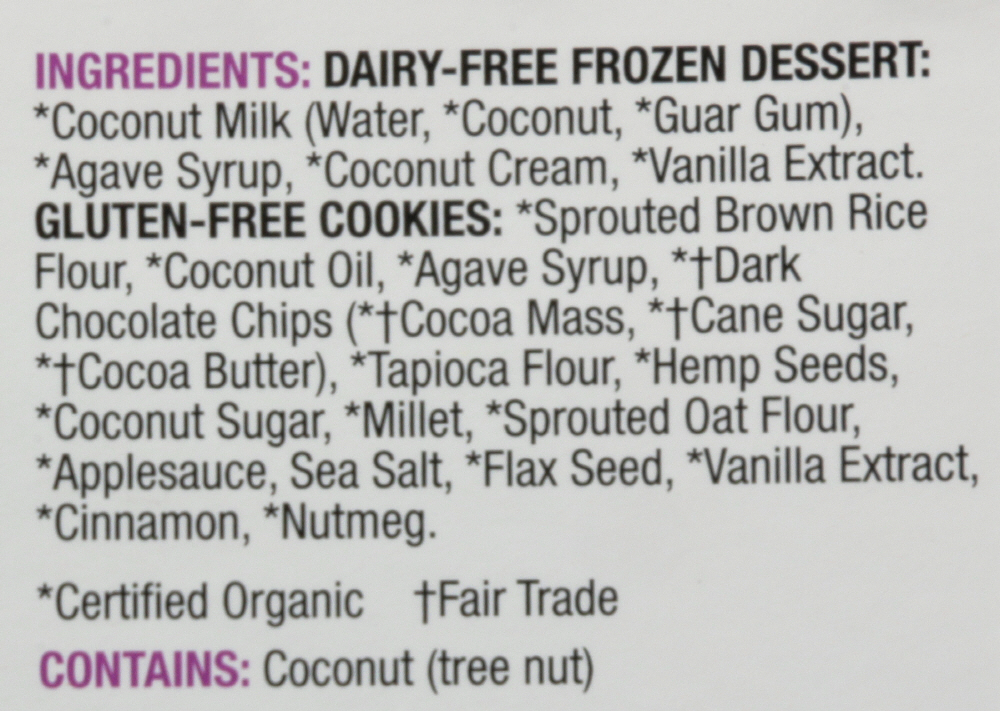 INGREDIENTS: DAIRY-FREE FROZEN DESSERT:
*Coconut Milk (Water, *Coconut, *Guar Gum),
*Agave Syrup, *Coconut Cream, *Vanilla Extract.
GLUTEN-FREE COOKIES: *Sprouted Brown Rice
Flour, *Coconut Oil, *Agave Syrup, *†Dark
Chocolate Chips (*†Cocoa Mass, *†Cane Sugar,
*†Cocoa Butter), *Tapioca Flour, *Hemp Seeds,
*Coconut Sugar, *Millet, *Sprouted Oat Flour,
*Applesauce, Sea Salt, *Flax Seed, *Vanilla Extract,
*Cinnamon, *Nutmeg.
*Certified Organic †Fair Trade
CONTAINS: Coconut (tree nut)